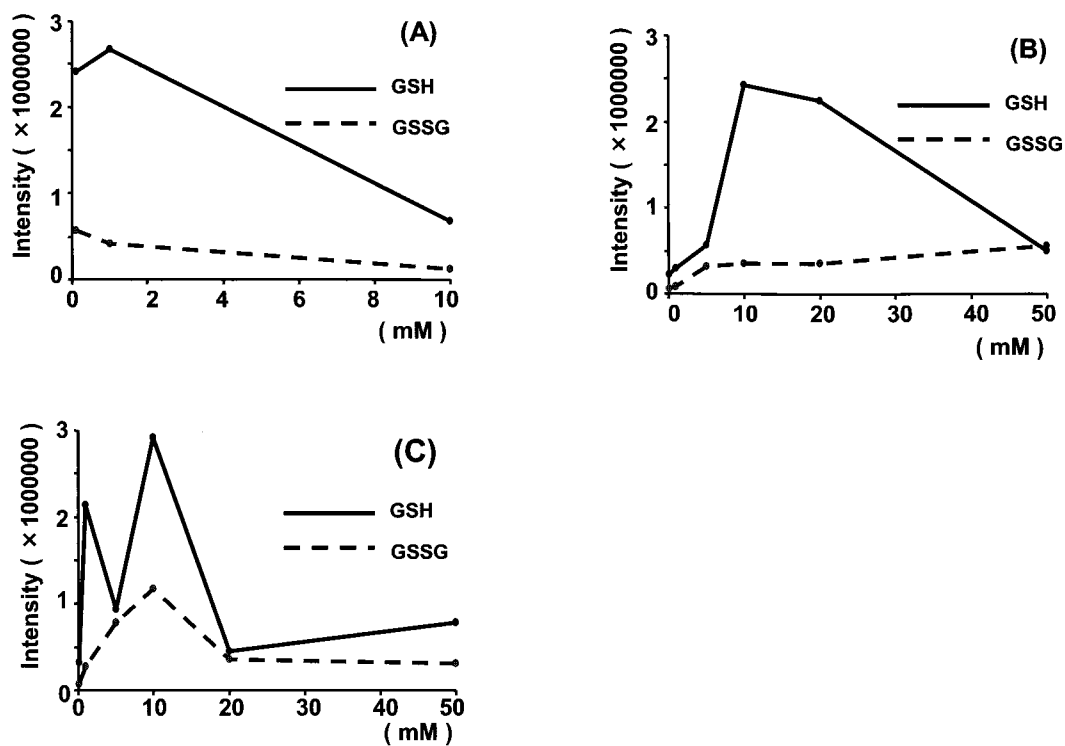 (A)
Intensity ( × 1000000 )
3
2
1
0
GSH
GSSG
0 2 4 6 8 10
( mM )
(B)
Intensity ( × 1000000 )
3
2
1
0
GSH
GSSG
0 10 20 30 40 50
( mM )
(C)
Intensity ( × 1000000 )
3
2
1
0
GSH
GSSG
0 10 20 30 40 50
( mM )